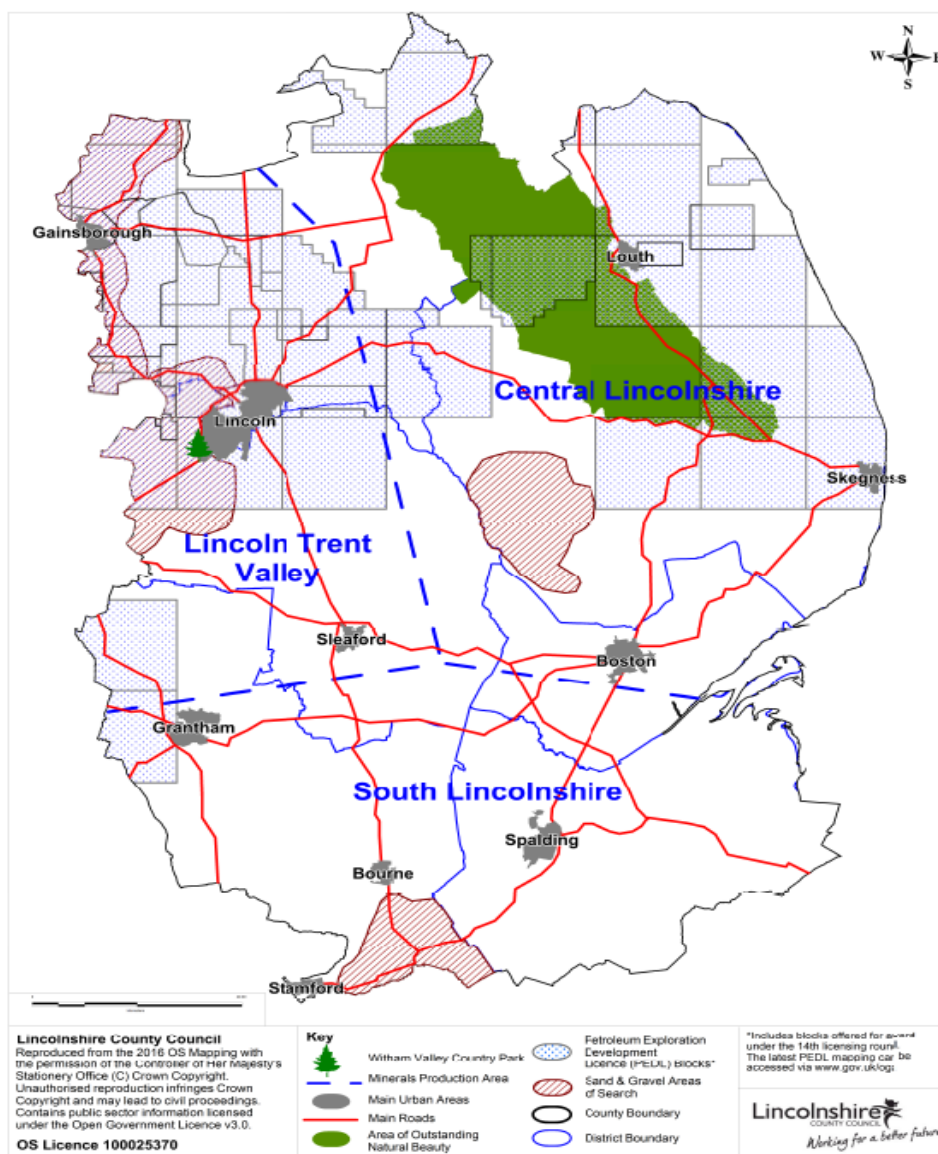 N
W
E
S
Gainsborough
Louth
Central Lincolnshire
Lincoln
Skegness
Lincoln Trent
Valley
Sleaford
Boston
Grantham
South Lincolnshire
Spalding
Bourne
Stamford
Lincolnshire County Council
Reproduced from the 2016 OS Mapping with
the permission of the Controller of Her Majesty's
Stationery Office (C) Crown Copyright.
Unauthorised reproduction infringes Crown
Copyright and may lead to civil proceedings.
Contains public sector information licensed
under the Open Government Licence v3.0.
OS Licence 100025370
Key
Witham Valley Country Park
Minerals Production Area
Main Urban Areas
Main Roads
Area of Outstanding
Natural Beauty
Petroleum Exploration
Development
Licence (PEDL) Blocks*
Sand & Gravel Areas
of Search
County Boundary
District Boundary
*Includes blocks offered for award
under the 14th licensing round.
The latest PEDL mapping can be
accessed via www.gov.uk/ogi
Lincolnshire
COUNTY COUNCIL
Working for a better future